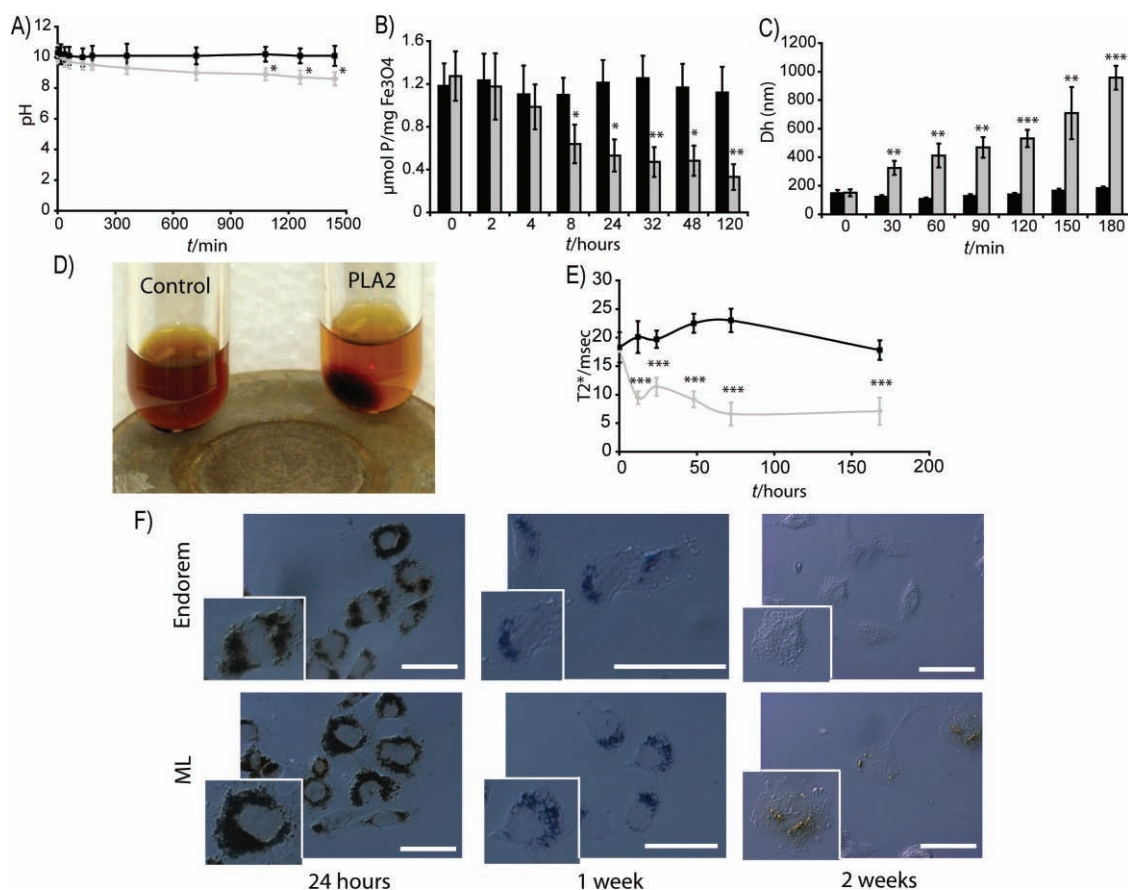 A)
12
10
8
6
4
2
0
pH
* * *
0 300 600 900 1200 1500
t/min
B)
1.6
1.2
0.8
0.4
0
µmol P/mg Fe3O4
* * ** * **
0 2 4 8 24 32 48 120
t/hours
C)
1200
1000
800
600
400
200
0
Dh (nm)
** ** ** *** ** ***
0 30 60 90 120 150 180
t/min
D)
Control PLA2
E)
30
25
20
15
10
5
0
T2*/msec
*** *** *** *** ***
0 50 100 150 200
t/hours
F)
Endorem
ML
24 hours 1 week 2 weeks